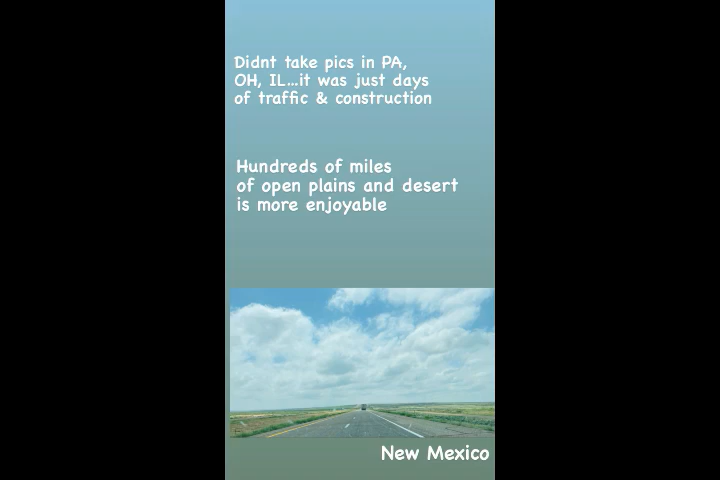 Didnt take pics in PA,
OH, IL...it was just days
of traffic & construction
Hundreds of miles
of open plains and desert
is more enjoyable
New Mexico